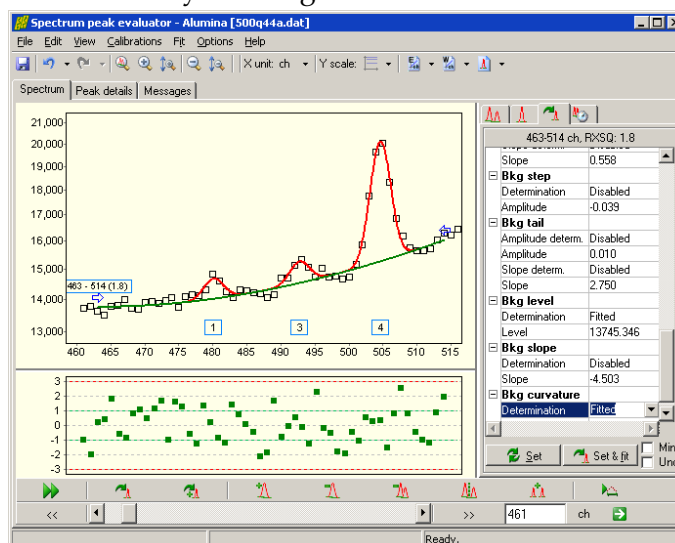 Spectrum peak evaluator - Alumina [500q44a.dat]
File Edit View Calibrations Fit Options Help
X unit: ch Y scale:
Spectrum Peak details Messages
463-514 ch, RXSQ: 1.8
Slope 0.558
Bkg step
Determination Disabled
Amplitude -0.039
Bkg tail
Amplitude determ. Disabled
Amplitude 0.010
Slope determ. Disabled
Slope 2.750
Bkg level
Determination Fitted
Level 13745.346
Bkg slope
Determination Disabled
Slope -4.503
Bkg curvature
Determination Fitted
Set Set & fit Min
Un
21,000
20,000
19,000
18,000
17,000
16,000
15,000
14,000
13,000
463 - 514 (1.8)
1 3 4
460 465 470 475 480 485 490 495 500 505 510 515
3
2
1
0
-1
-2
-3
<< >> 461 ch
Ready.